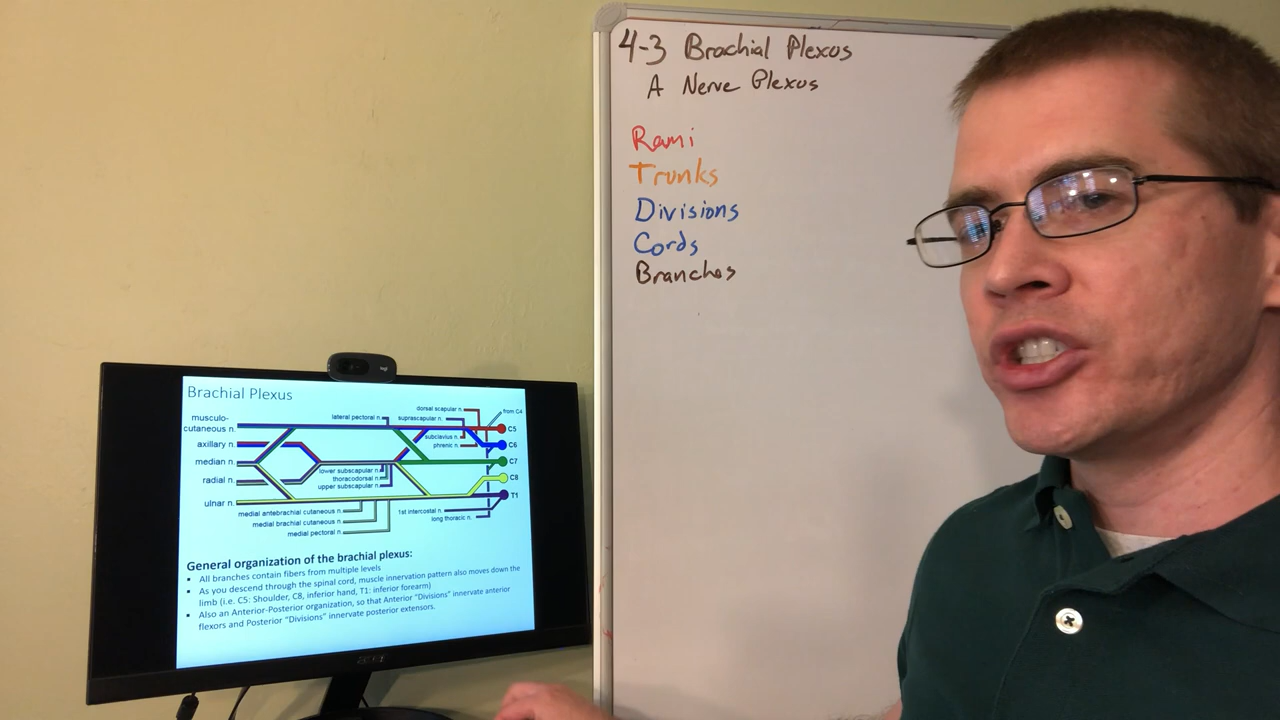 4-3 Brachial Plexus
A Nerve Plexus
Rami
Trunks
Divisions
Cords
Branches
Brachial Plexus
musculo-
cutaneous n.
axillary n.
median n.
radial n.
ulnar n.
lateral pectoral n.
dorsal scapular n.
suprascapular n.
from C4
subclavius n.
phrenic n.
C5
C6
C7
C8
T1
lower subscapular n.
thoracodorsal n.
upper subscapular n.
medial antebrachial cutaneous n.
medial brachial cutaneous n.
medial pectoral n.
1st intercostal n.
long thoracic n.
General organization of the brachial plexus:
▪ All branches contain fibers from multiple levels
▪ As you descend through the spinal cord, muscle innervation pattern also moves down the
limb (i.e. C5: Shoulder, C8, inferior hand, T1: inferior forearm)
▪ Also an Anterior-Posterior organization, so that Anterior “Divisions” innervate anterior
flexors and Posterior “Divisions” innervate posterior extensors.
acer